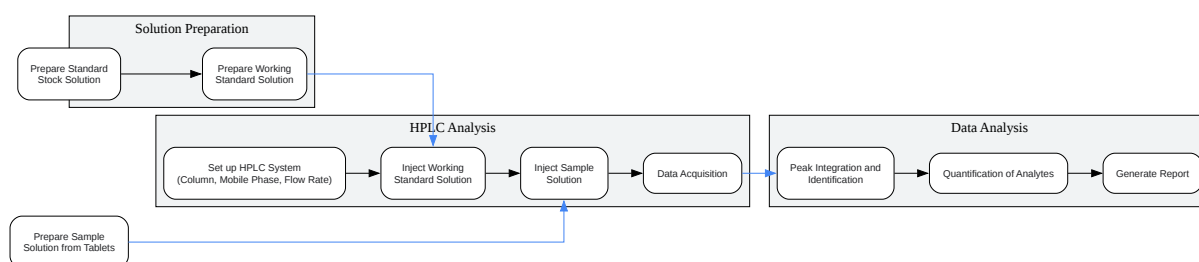 Solution Preparation
Prepare Standard
Stock Solution
Prepare Working
Standard Solution
HPLC Analysis
Set up HPLC System
(Column, Mobile Phase, Flow Rate)
Inject Working
Standard Solution
Inject Sample
Solution
Data Acquisition
Data Analysis
Peak Integration and
Identification
Quantification of Analytes
Generate Report
Prepare Sample
Solution from Tablets